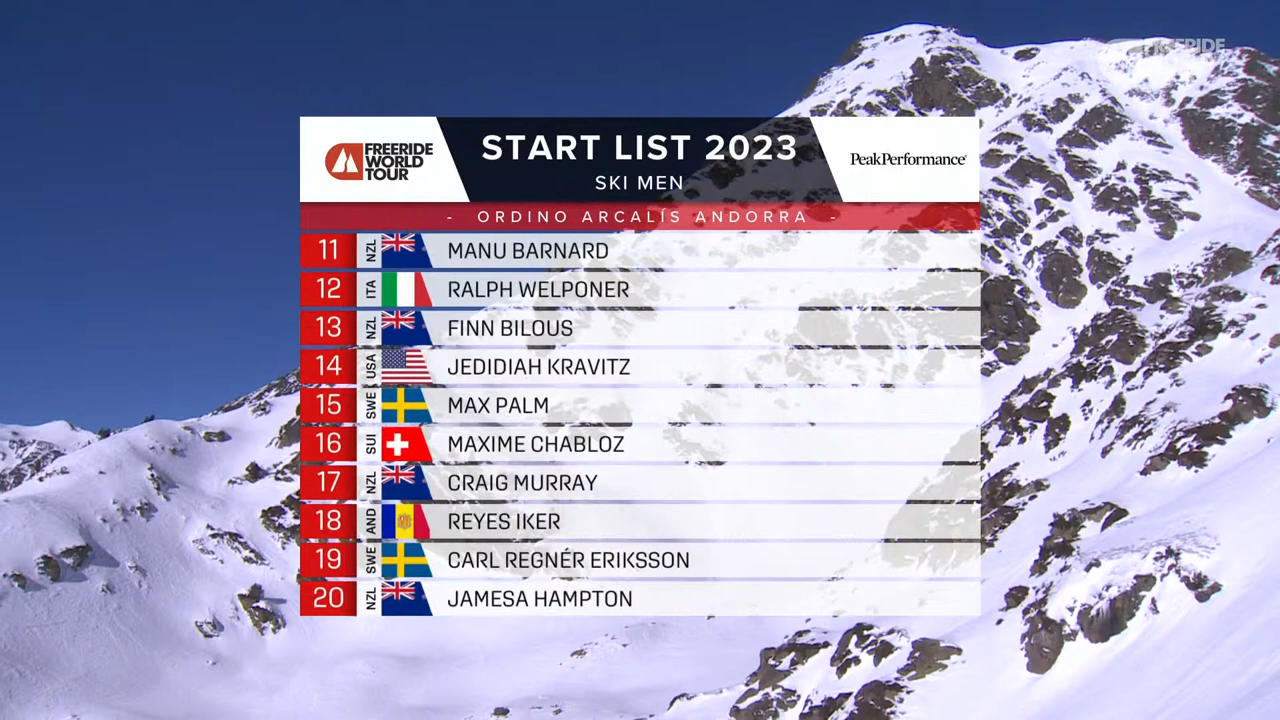 FREERIDE
FREERIDE
WORLD
TOUR
START LIST 2023
SKI MEN
PeakPerformance
- ORDINO ARCALÍS ANDORRA -
11 NZL MANU BARNARD
12 ITA RALPH WELPONER
13 NZL FINN BILOUS
14 USA JEDIDIAH KRAVITZ
15 SWE MAX PALM
16 SUI MAXIME CHABLOZ
17 NZL CRAIG MURRAY
18 AND REYES IKER
19 SWE CARL REGNÉR ERIKSSON
20 NZL JAMESA HAMPTON